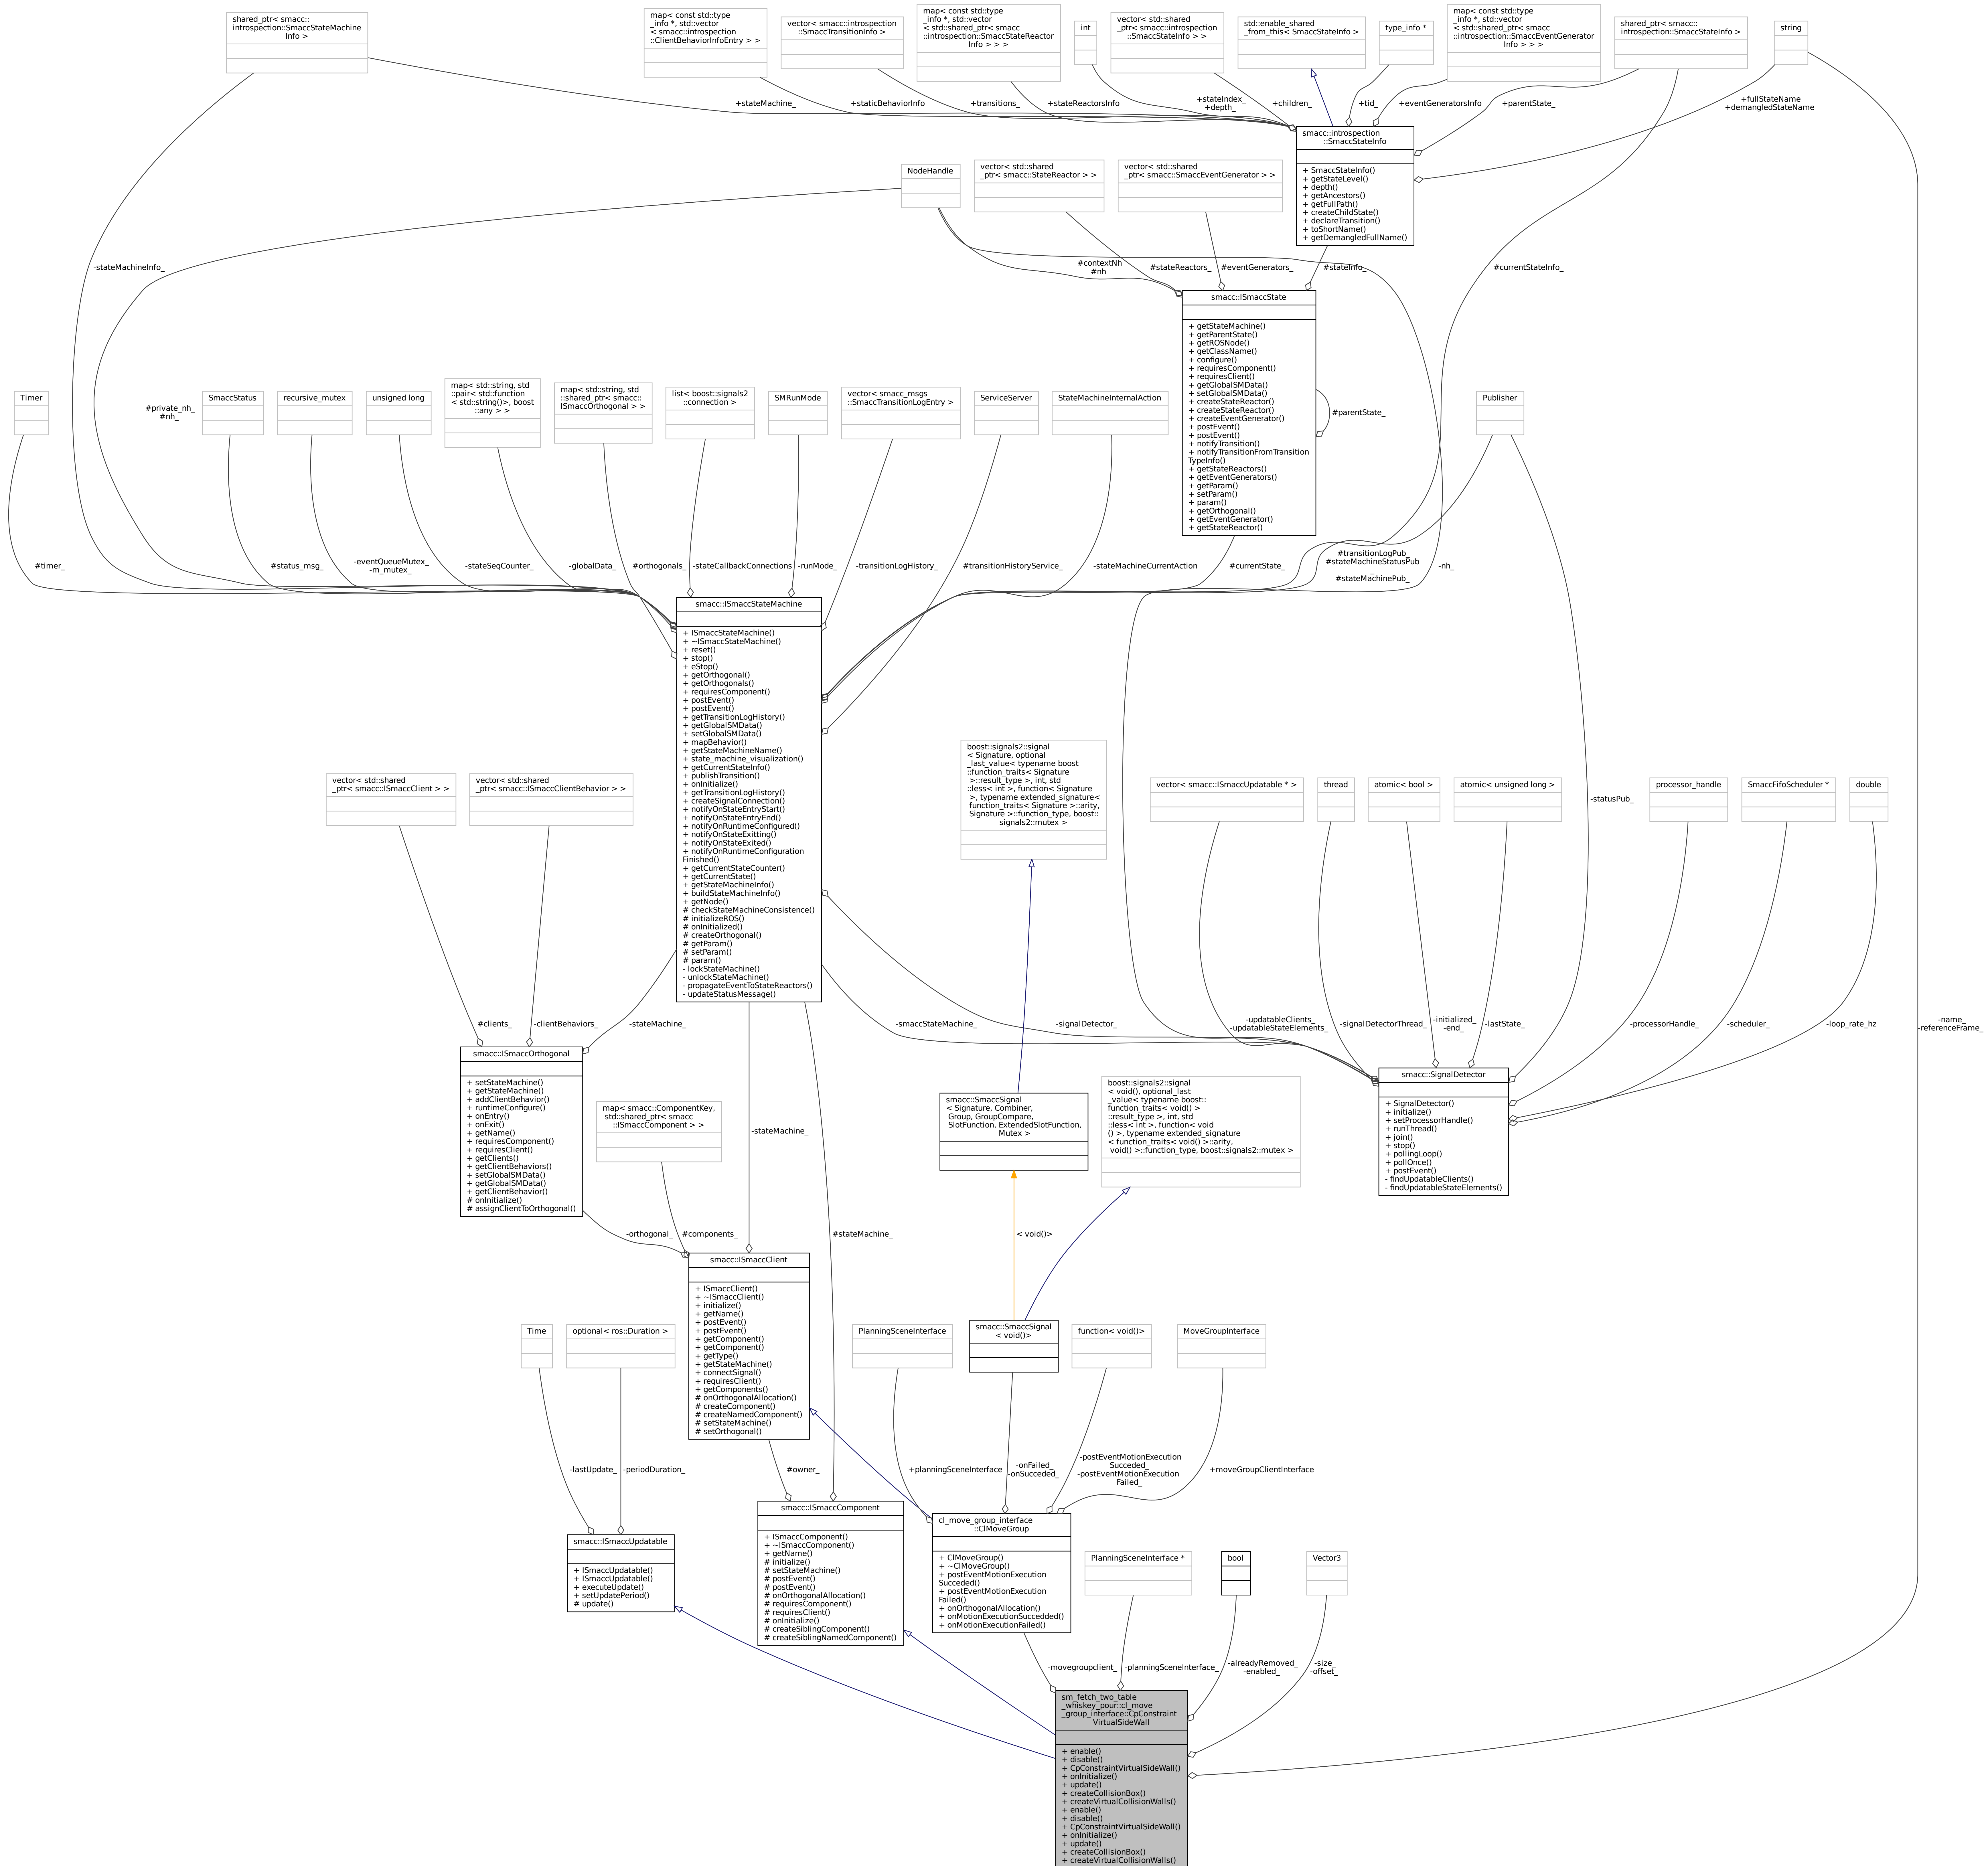 shared_ptr< smacc::
introspection::SmaccStateMachine
Info >
map< const std::type
_info *, std::vector
< smacc::introspection
::ClientBehaviorInfoEntry > >
vector< smacc::introspection
::SmaccTransitionInfo >
map< const std::type
_info *, std::vector
< std::shared_ptr< smacc
::introspection::SmaccStateReactor
Info > > >
int
vector< std::shared
_ptr< smacc::introspection
::SmaccStateInfo > >
std::enable_shared
_from_this< SmaccStateInfo >
type_info *
map< const std::type
_info *, std::vector
< std::shared_ptr< smacc
::introspection::SmaccEventGenerator
Info > > >
shared_ptr< smacc::
introspection::SmaccStateInfo >
string
+stateMachine_
+staticBehaviorInfo
+transitions_
+stateReactorsInfo
+stateIndex_
+depth_
+children_
+tid_
+eventGeneratorsInfo
+parentState_
+fullStateName
+demangledStateName
smacc::introspection
::SmaccStateInfo
+ SmaccStateInfo()
+ getStateLevel()
+ depth()
+ getAncestors()
+ getFullPath()
+ createChildState()
+ declareTransition()
+ toShortName()
+ getDemangledFullName()
NodeHandle
vector< std::shared
_ptr< smacc::StateReactor > >
vector< std::shared
_ptr< smacc::SmaccEventGenerator > >
-stateMachineInfo_
#contextNh
#nh
#stateReactors_
#eventGenerators_
#stateInfo_
#currentStateInfo_
smacc::ISmaccState
+ getStateMachine()
+ getParentState()
+ getROSNode()
+ getClassName()
+ configure()
+ requiresComponent()
+ requiresClient()
+ getGlobalSMData()
+ setGlobalSMData()
+ createStateReactor()
+ createStateReactor()
+ createEventGenerator()
+ postEvent()
+ postEvent()
+ notifyTransition()
+ notifyTransitionFromTransition
TypeInfo()
+ getStateReactors()
+ getEventGenerators()
+ getParam()
+ setParam()
+ param()
+ getOrthogonal()
+ getEventGenerator()
+ getStateReactor()
#parentState_
Timer
#private_nh_
#nh_
SmaccStatus
recursive_mutex
unsigned long
map< std::string, std
::pair< std::function
< std::string()>, boost
::any > >
map< std::string, std
::shared_ptr< smacc::
ISmaccOrthogonal > >
list< boost::signals2
::connection >
SMRunMode
vector< smacc_msgs
::SmaccTransitionLogEntry >
ServiceServer
StateMachineInternalAction
Publisher
#timer_
#status_msg_
-eventQueueMutex_
-m_mutex_
-stateSeqCounter_
-globalData_
#orthogonals_
-stateCallbackConnections
-runMode_
-transitionLogHistory_
#transitionHistoryService_
-stateMachineCurrentAction
#currentState_
#transitionLogPub_
#stateMachineStatusPub
_
#stateMachinePub_
-nh_
smacc::ISmaccStateMachine
+ ISmaccStateMachine()
+ ~ISmaccStateMachine()
+ reset()
+ stop()
+ eStop()
+ getOrthogonal()
+ getOrthogonals()
+ requiresComponent()
+ postEvent()
+ postEvent()
+ getTransitionLogHistory()
+ getGlobalSMData()
+ setGlobalSMData()
+ mapBehavior()
+ getStateMachineName()
+ state_machine_visualization()
+ getCurrentStateInfo()
+ publishTransition()
+ onInitialize()
+ getTransitionLogHistory()
+ createSignalConnection()
+ notifyOnStateEntryStart()
+ notifyOnStateEntryEnd()
+ notifyOnRuntimeConfigured()
+ notifyOnStateExitting()
+ notifyOnStateExited()
+ notifyOnRuntimeConfiguration
Finished()
+ getCurrentStateCounter()
+ getCurrentState()
+ getStateMachineInfo()
+ buildStateMachineInfo()
+ getNode()
# checkStateMachineConsistence()
# initializeROS()
# onInitialized()
# createOrthogonal()
# getParam()
# setParam()
# param()
- lockStateMachine()
- unlockStateMachine()
- propagateEventToStateReactors()
- updateStatusMessage()
vector< std::shared
_ptr< smacc::ISmaccClient > >
vector< std::shared
_ptr< smacc::ISmaccClientBehavior > >
boost::signals2::signal
< Signature, optional
_last_value< typename boost
::function_traits< Signature
>::result_type >, int, std
::less< int >, function< Signature
>, typename extended_signature<
function_traits< Signature >::arity,
Signature >::function_type, boost::
signals2::mutex >
vector< smacc::ISmaccUpdatable * >
thread
atomic< bool >
atomic< unsigned long >
-statusPub_
processor_handle
SmaccFifoScheduler *
double
#clients_
-clientBehaviors_
-stateMachine_
-smaccStateMachine_
-signalDetector_
-updatableClients_
-updatableStateElements_
-signalDetectorThread_
-initialized_
-end_
-lastState_
-processorHandle_
-scheduler_
-loop_rate_hz
-name_
-referenceFrame_
smacc::ISmaccOrthogonal
+ setStateMachine()
+ getStateMachine()
+ addClientBehavior()
+ runtimeConfigure()
+ onEntry()
+ onExit()
+ getName()
+ requiresComponent()
+ requiresClient()
+ getClients()
+ getClientBehaviors()
+ setGlobalSMData()
+ getGlobalSMData()
+ getClientBehavior()
# onInitialize()
# assignClientToOrthogonal()
smacc::SignalDetector
+ SignalDetector()
+ initialize()
+ setProcessorHandle()
+ runThread()
+ join()
+ stop()
+ pollingLoop()
+ pollOnce()
+ postEvent()
- findUpdatableClients()
- findUpdatableStateElements()
map< smacc::ComponentKey,
std::shared_ptr< smacc
::ISmaccComponent > >
-stateMachine_
smacc::SmaccSignal
< Signature, Combiner,
Group, GroupCompare,
SlotFunction, ExtendedSlotFunction,
Mutex >
boost::signals2::signal
< void(), optional_last
_value< typename boost::
function_traits< void() >
::result_type >, int, std
::less< int >, function< void
() >, typename extended_signature
< function_traits< void() >::arity,
void() >::function_type, boost::signals2::mutex >
-orthogonal_
#components_
#stateMachine_
< void()>
smacc::ISmaccClient
+ ISmaccClient()
+ ~ISmaccClient()
+ initialize()
+ getName()
+ postEvent()
+ postEvent()
+ getComponent()
+ getComponent()
+ getType()
+ getStateMachine()
+ connectSignal()
+ requiresClient()
+ getComponents()
# onOrthogonalAllocation()
# createComponent()
# createNamedComponent()
# setStateMachine()
# setOrthogonal()
Time
optional< ros::Duration >
PlanningSceneInterface
smacc::SmaccSignal
< void()>
function< void()>
MoveGroupInterface
-lastUpdate_
-periodDuration_
#owner_
+planningSceneInterface
-onFailed_
-onSucceded_
-postEventMotionExecution
Succeded_
-postEventMotionExecution
Failed_
+moveGroupClientInterface
smacc::ISmaccUpdatable
+ ISmaccUpdatable()
+ ISmaccUpdatable()
+ executeUpdate()
+ setUpdatePeriod()
# update()
smacc::ISmaccComponent
+ ISmaccComponent()
+ ~ISmaccComponent()
+ getName()
# initialize()
# setStateMachine()
# postEvent()
# postEvent()
# onOrthogonalAllocation()
# requiresComponent()
# requiresClient()
# onInitialize()
# createSiblingComponent()
# createSiblingNamedComponent()
cl_move_group_interface
::ClMoveGroup
+ ClMoveGroup()
+ ~ClMoveGroup()
+ postEventMotionExecution
Succeded()
+ postEventMotionExecution
Failed()
+ onOrthogonalAllocation()
+ onMotionExecutionSuccedded()
+ onMotionExecutionFailed()
PlanningSceneInterface *
bool
Vector3
-movegroupclient_
-planningSceneInterface_
-alreadyRemoved_
-enabled_
-size_
-offset_
sm_fetch_two_table
_whiskey_pour::cl_move
_group_interface::CpConstraint
VirtualSideWall
+ enable()
+ disable()
+ CpConstraintVirtualSideWall()
+ onInitialize()
+ update()
+ createCollisionBox()
+ createVirtualCollisionWalls()
+ enable()
+ disable()
+ CpConstraintVirtualSideWall()
+ onInitialize()
+ update()
+ createCollisionBox()
+ createVirtualCollisionWalls()